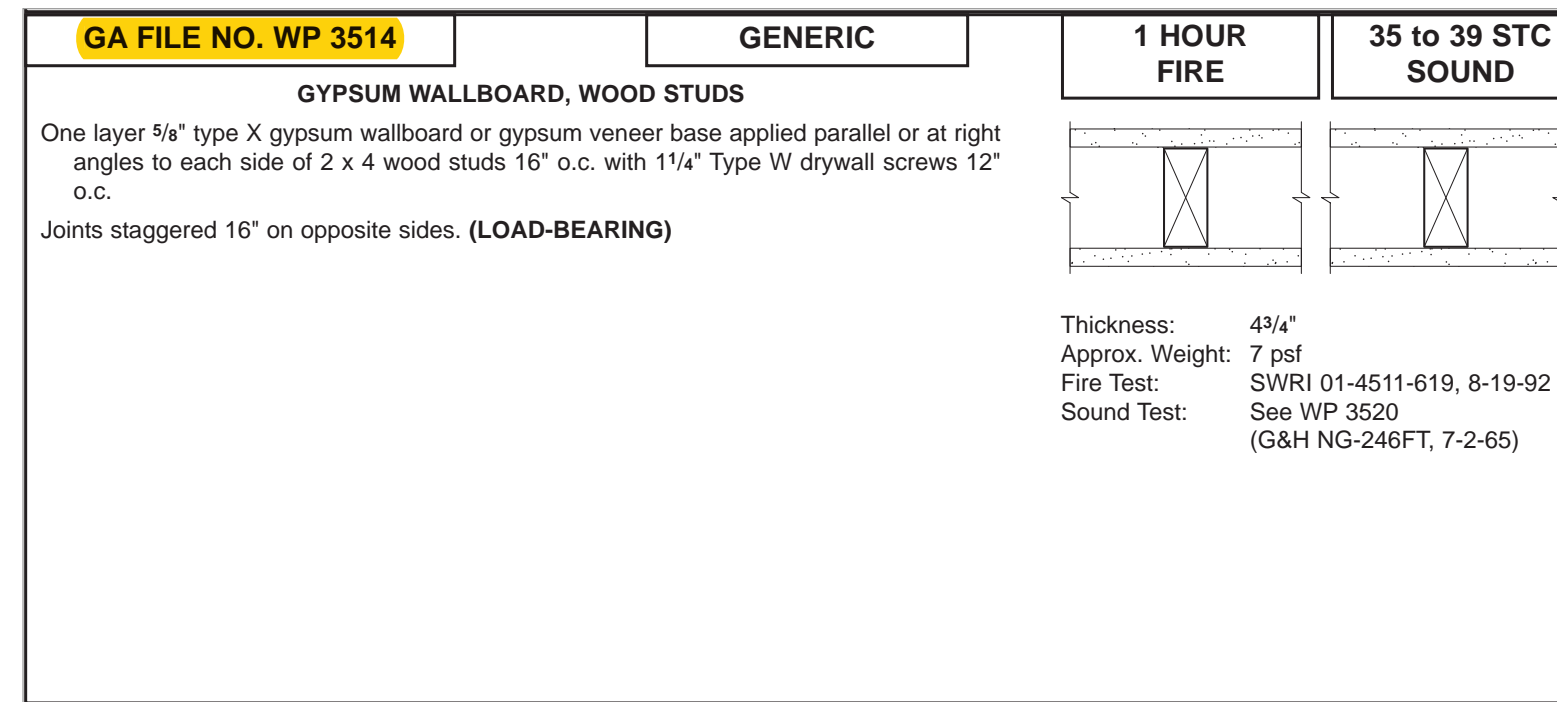 GA FILE NO. WP 3514
GENERIC
1 HOUR
FIRE
35 to 39 STC
SOUND
GYPSUM WALLBOARD, WOOD STUDS
One layer 5/8" type X gypsum wallboard or gypsum veneer base applied parallel or at right
angles to each side of 2 x 4 wood studs 16" o.c. with 11/4" Type W drywall screws 12"
o.c.
Joints staggered 16" on opposite sides. (LOAD-BEARING)
Thickness: 43/4"
Approx. Weight: 7 psf
Fire Test: SWRI 01-4511-619, 8-19-92
Sound Test: See WP 3520
(G&H NG-246FT, 7-2-65)